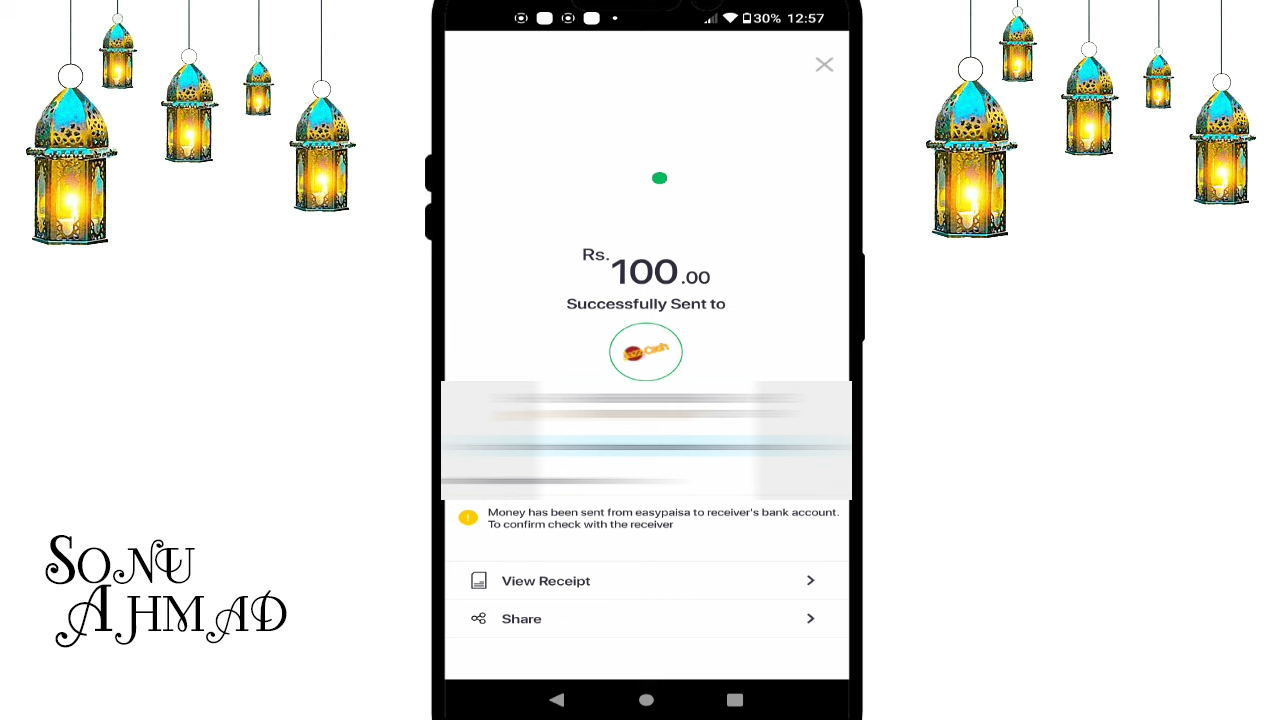 30% 12:57
Rs.100.00
Successfully Sent to
JazzCash
Money has been sent from easypaisa to receiver's bank account.
To confirm check with the receiver
View Receipt
Share
SONU
AHMAD